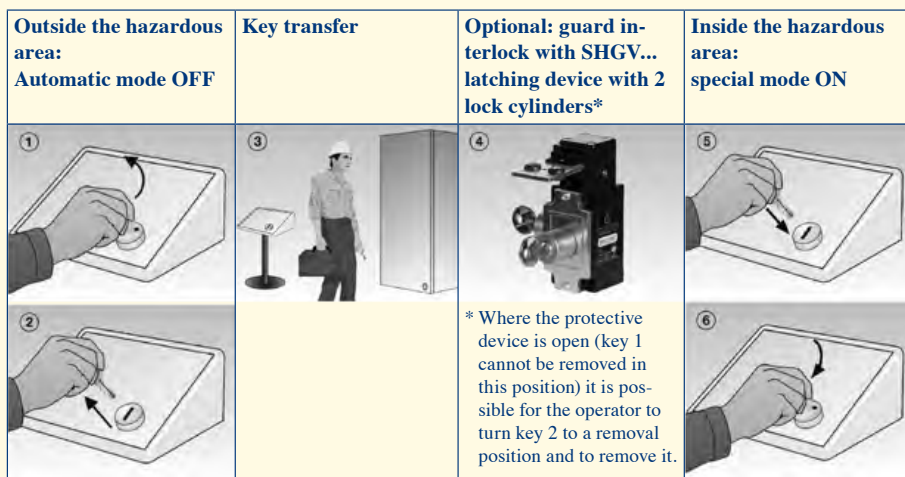 Outside the hazardous
area:
Automatic mode OFF
Key transfer
Optional: guard in-
terlock with SHGV...
latching device with 2
lock cylinders*
Inside the hazardous
area:
special mode ON
1
2
3
4
* Where the protective
device is open (key 1
cannot be removed in
this position) it is pos-
sible for the operator to
turn key 2 to a removal
position and to remove it.
5
6